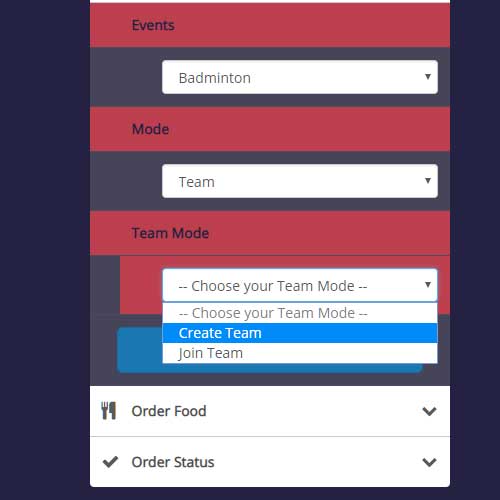 Events
Badminton
Mode
Team
Team Mode
-- Choose your Team Mode --
-- Choose your Team Mode --
Create Team
Join Team
Order Food
Order Status